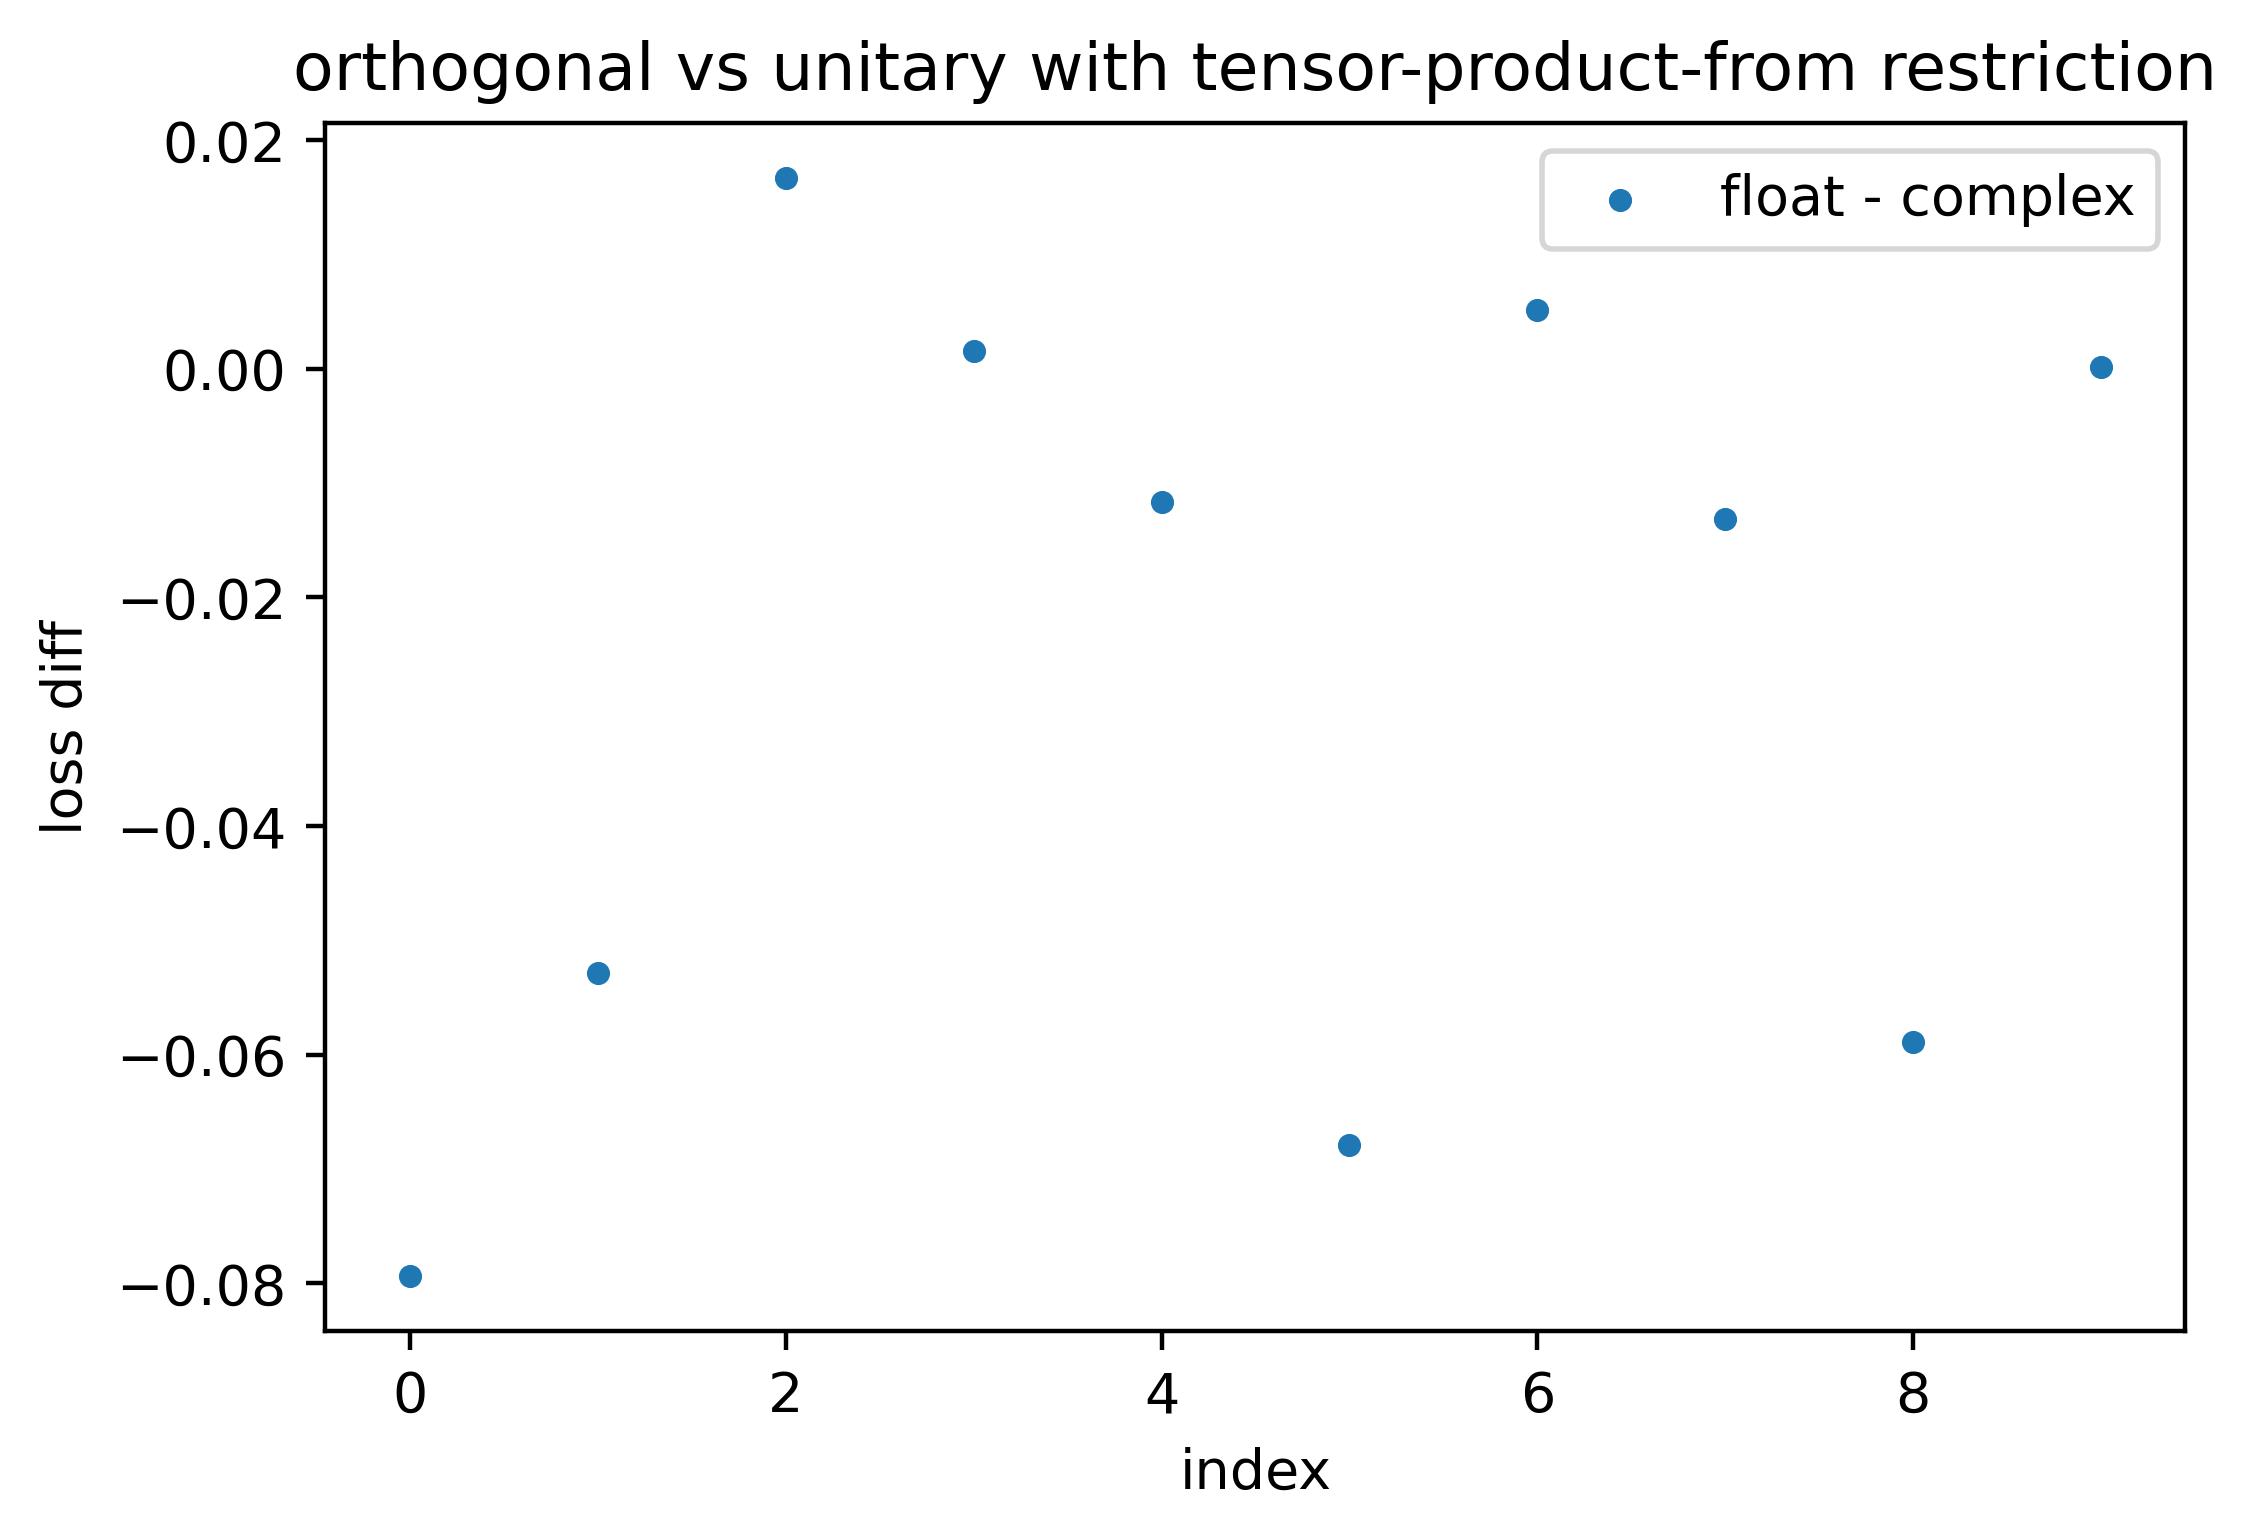 orthogonal vs unitary with tensor-product-from restriction
float - complex
0.02
0.00
−0.02
−0.04
−0.06
−0.08
loss diff
0 2 4 6 8
index